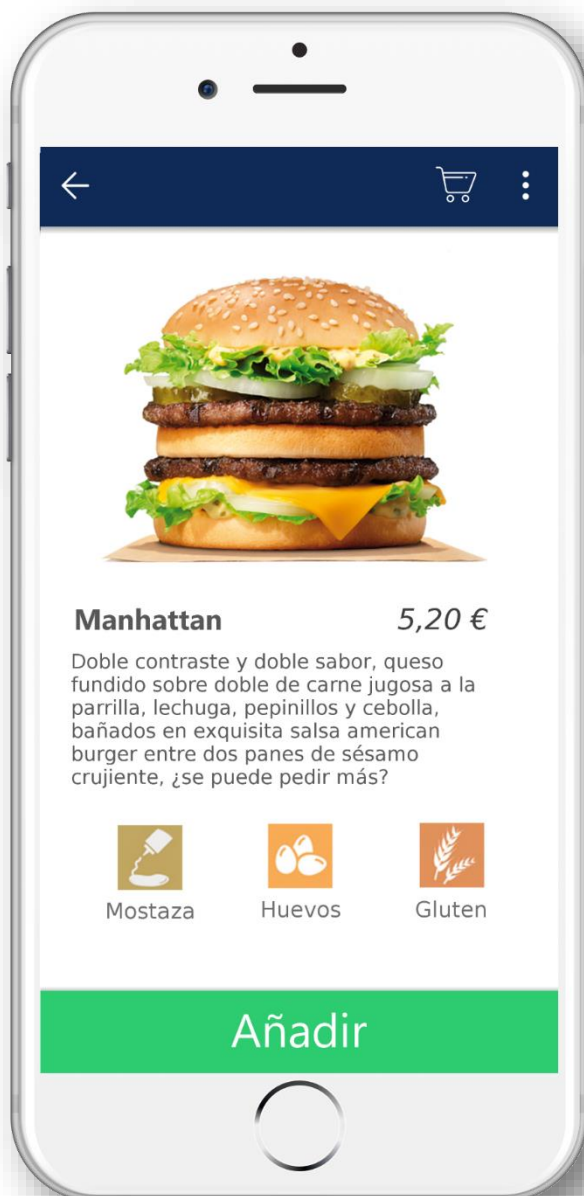 Manhattan 5,20 €
Doble contraste y doble sabor, queso
fundido sobre doble de carne jugosa a la
parrilla, lechuga, pepinillos y cebolla,
bañados en exquisita salsa american
burger entre dos panes de sésamo
crujiente, ¿se puede pedir más?
Mostaza Huevos Gluten
Añadir